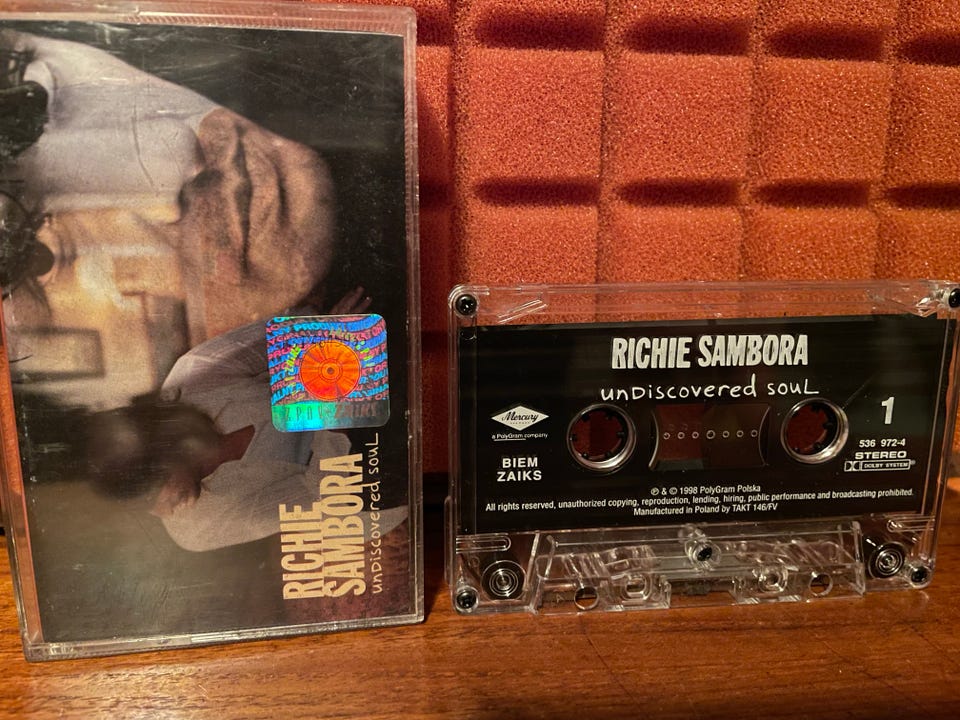 RICHIE
SAMBORA
unDiscovered souL
RICHIE SAMBORA
unDiscovered souL
Mercury
a PolyGram company
BIEM
ZAIKS
1
536 972-4
STEREO
DOLBY SYSTEM
℗ & © 1998 PolyGram Polska
All rights reserved, unauthorized copying, reproduction, lending, hiring, public performance and broadcasting prohibited.
Manufactured in Poland by TAKT 146/FV